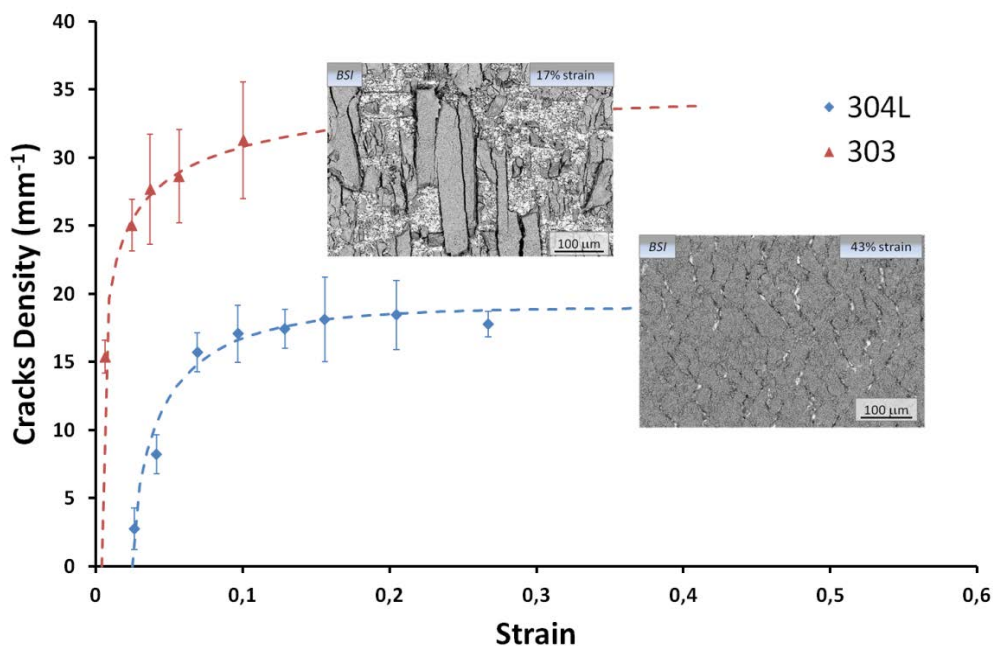 40
35
30
25
20
15
10
5
0
Cracks Density (mm⁻¹)
0
0,1
0,2
0,3
0,4
0,5
0,6
Strain
BSI
17% strain
100 μm
304L
303
BSI
43% strain
100 μm